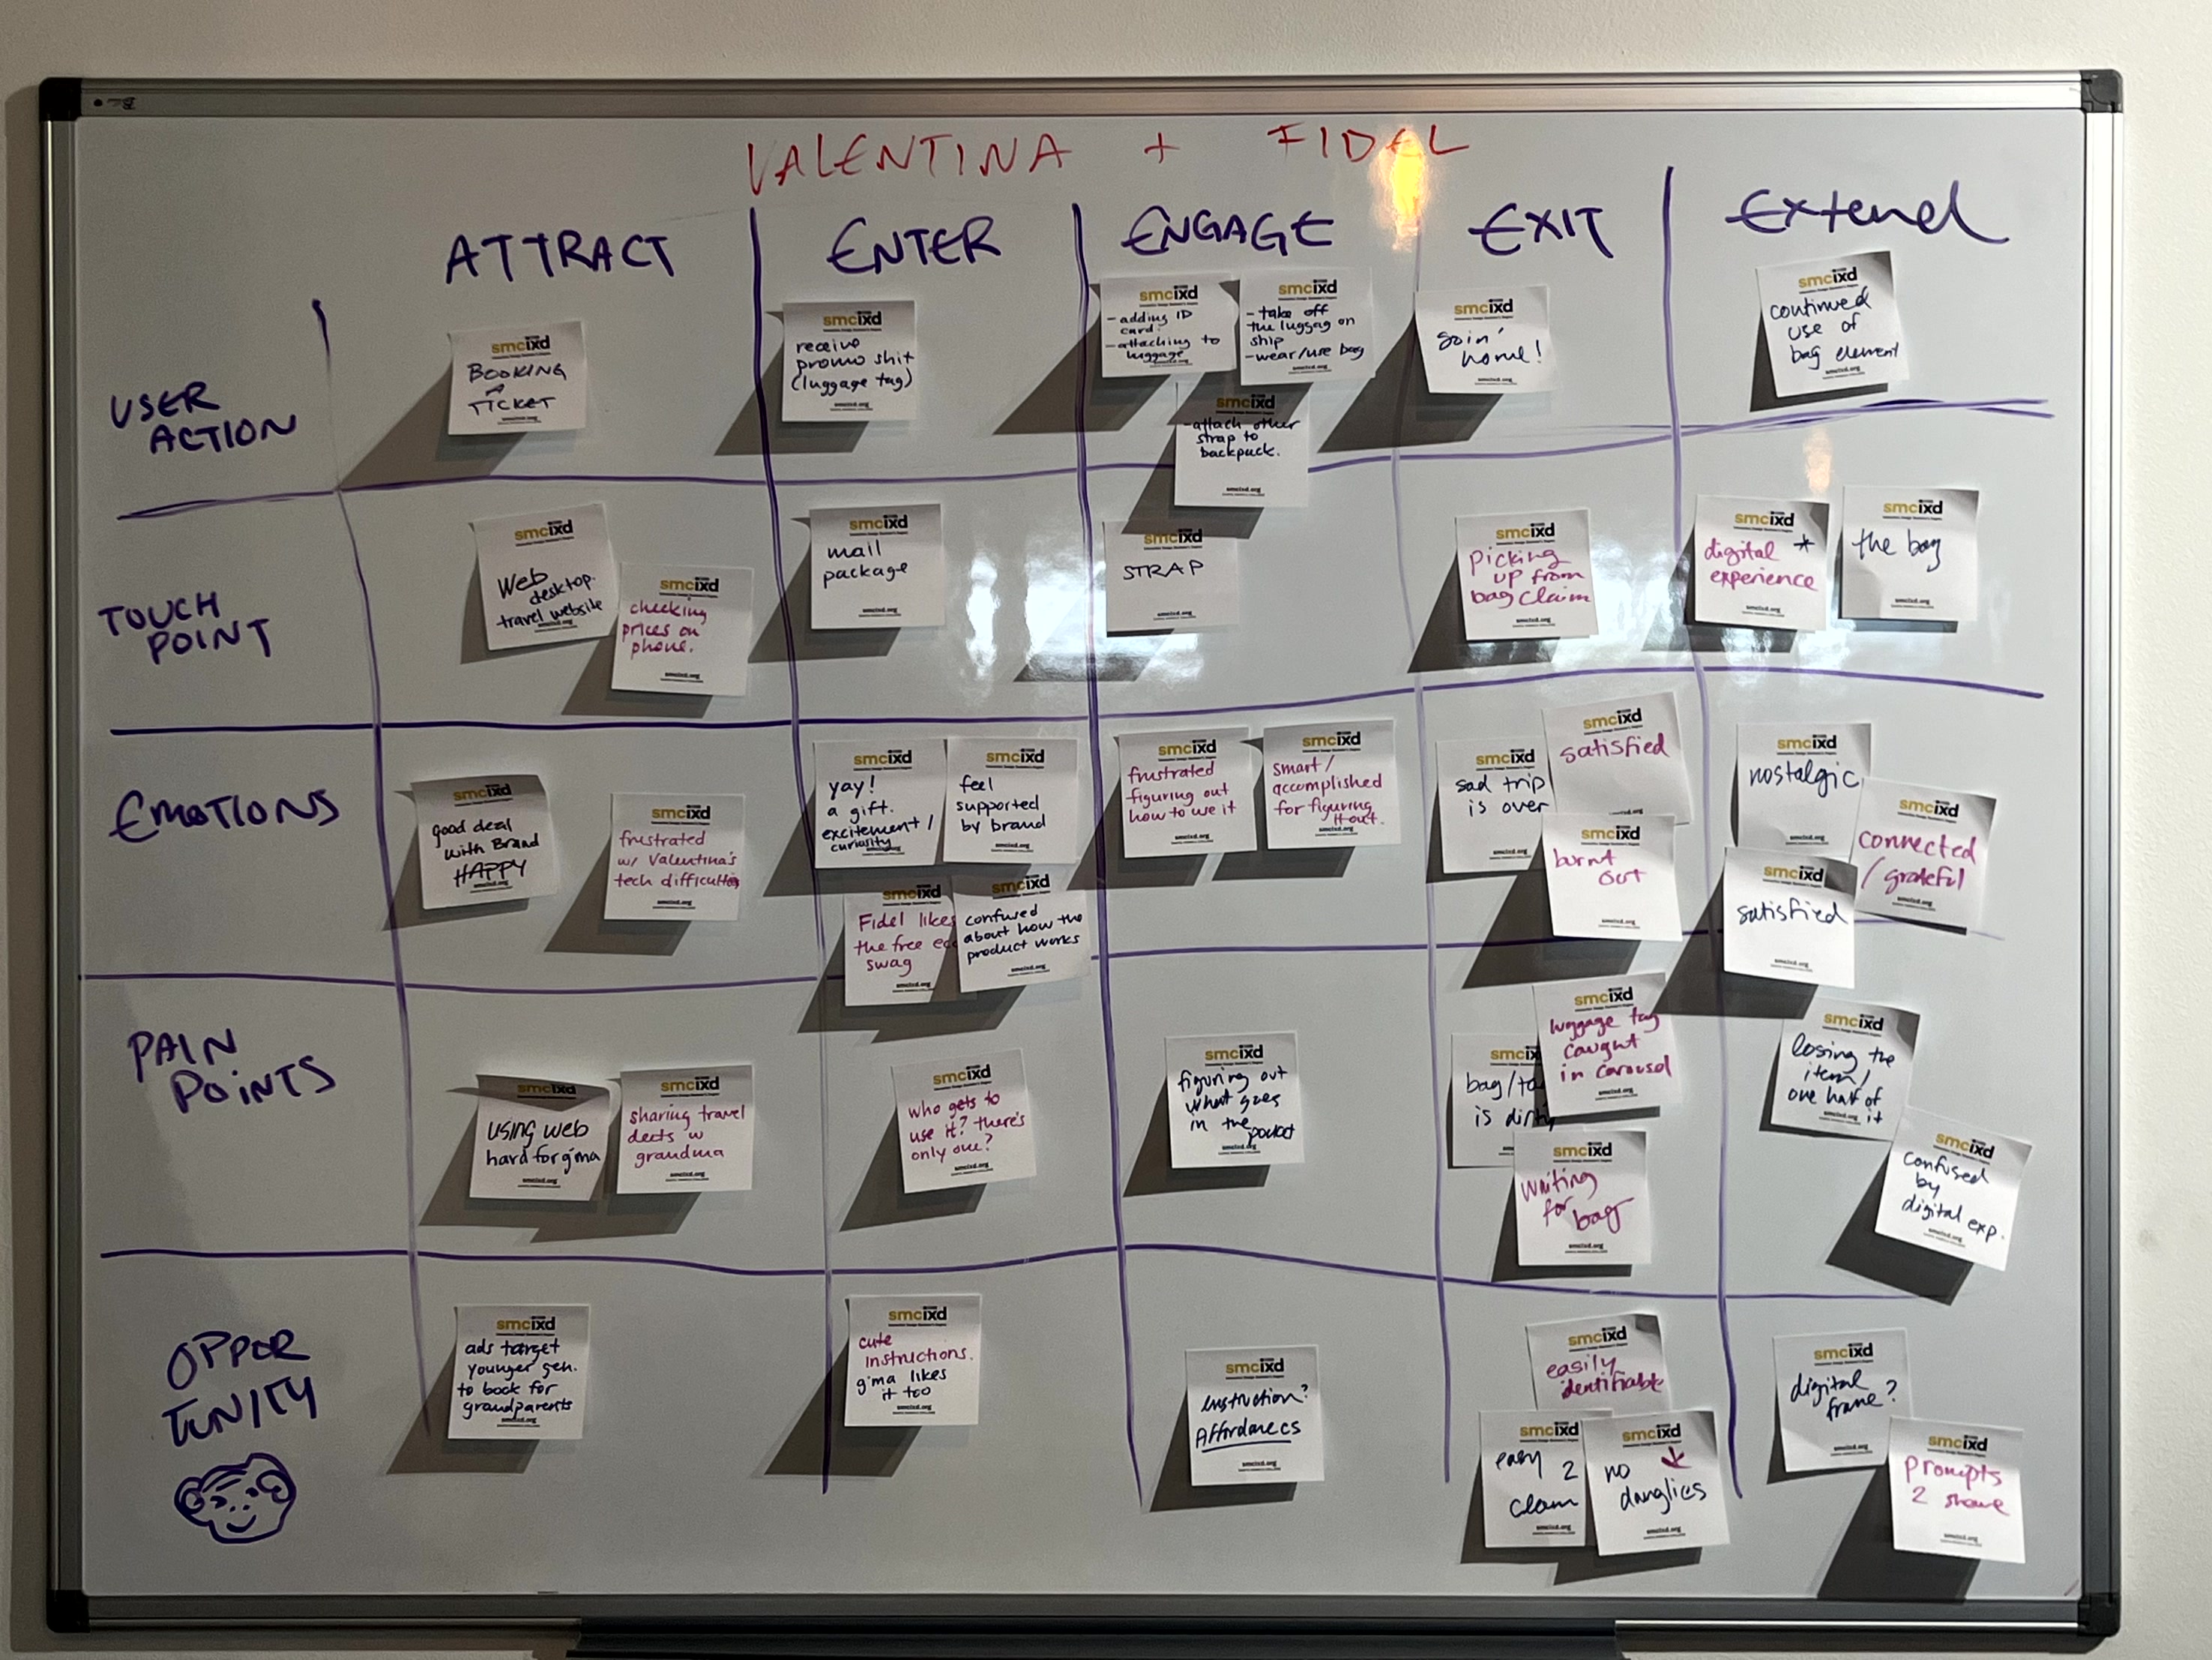 VALENTINA + FIDEL
ATTRACT
ENTER
ENGAGE
EXIT
Extend
USER
ACTION
smcixd
BOOKING
A
TICKET
smcixd.org
smcixd
receive
promo shit
(luggage tag)
smcixd.org
smcixd
- adding ID
card
- attaching to
luggage
smcixd.org
smcixd
- take off
the luggag on
ship
- wear/use bag
smcixd.org
smcixd
- attach other
strap to
backpack.
smcixd.org
smcixd
goin'
home!
smcixd.org
smcixd
continued
use of
bag element
smcixd.org
TOUCH
POINT
smcixd
Web
desktop.
travel website
smcixd.org
smcixd
checking
prices on
phone.
smcixd.org
smcixd
mail
package
smcixd.org
smcixd
STRAP
smcixd.org
smcixd
picking
up from
bag claim
smcixd.org
smcixd
digital *
experience
smcixd.org
smcixd
the bag
smcixd.org
EMOTIONS
smcixd
good deal
with Brand
HAPPY
smcixd.org
smcixd
frustrated
w/ Valentina's
tech difficulties
smcixd.org
smcixd
yay!
a gift.
excitement/
curiosity
smcixd.org
smcixd
feel
supported
by brand
smcixd.org
smcixd
Fidel likes
the free
swag
smcixd.org
smcixd
confused
about how the
product works
smcixd.org
smcixd
frustrated
figuring out
how to use it
smcixd.org
smcixd
smart/
accomplished
for figuring
it out.
smcixd.org
smcixd
sad trip
is over
smcixd.org
smcixd
satisfied
smcixd
burnt
out
smcixd.org
smcixd
nostalgic
smcixd
connected
/grateful
smcixd.org
smcixd
satisfied
smcixd.org
PAIN
POINTS
smcixd
using web
hard for g'ma
smcixd.org
smcixd
sharing travel
deets w
grandma
smcixd.org
smcixd
who gets to
use it? there's
only one?
smcixd.org
smcixd
figuring out
what goes
in the pocket
smcixd.org
bag/
is dirty
smcixd
luggage tag
caught
in carousel
smcixd.org
smcixd
waiting
for bag
smcixd.org
smcixd
losing the
item/
one half of
it
smcixd.org
smcixd
confused
by
digital exp.
smcixd.org
OPPOR
TUNITY
smcixd
ads target
younger gen.
to book for
grandparents
smcixd.org
smcixd
cute
instructions.
g'ma likes
it too
smcixd.org
smcixd
instruction?
Affordances
smcixd.org
smcixd
easily
identifiable
smcixd
easy 2
claim
smcixd.org
smcixd
no
danglies
smcixd.org
smcixd
digital
frame?
smcixd.org
smcixd
prompts
2 share
smcixd.org